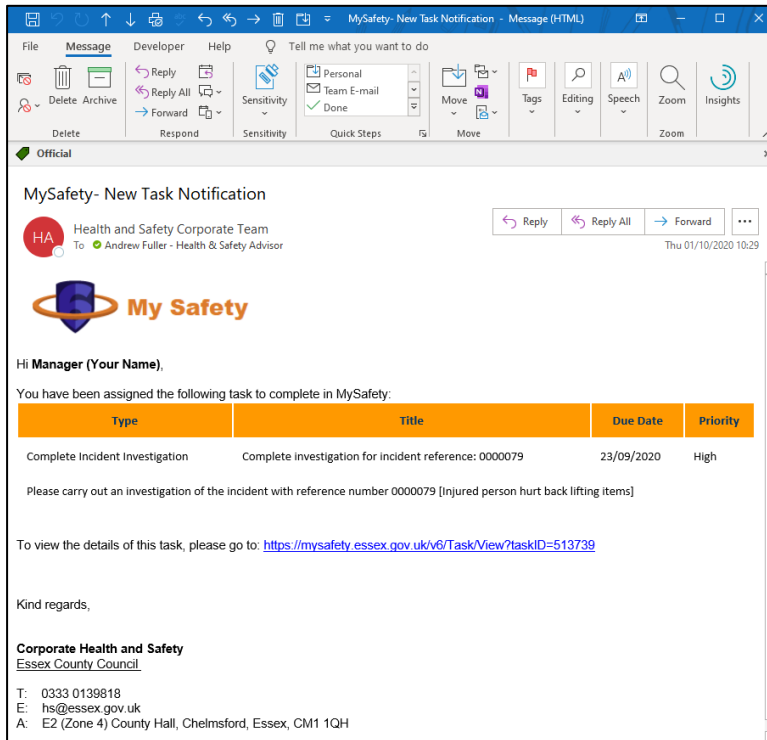 MySafety- New Task Notification - Message (HTML)
File Message Developer Help Tell me what you want to do
Delete Archive
Reply
Reply All
Forward
Sensitivity
Personal
Team E-mail
Done
Move
Tags
Editing
Speech
Zoom
Insights
Delete Respond Sensitivity Quick Steps Move Zoom
Official
MySafety- New Task Notification
HA
Health and Safety Corporate Team
To Andrew Fuller - Health & Safety Advisor
Reply Reply All Forward
Thu 01/10/2020 10:29
My Safety
Hi Manager (Your Name),
You have been assigned the following task to complete in MySafety:
Type Title Due Date Priority
Complete Incident Investigation Complete investigation for incident reference: 0000079 23/09/2020 High
Please carry out an investigation of the incident with reference number 0000079 [Injured person hurt back lifting items]
To view the details of this task, please go to: https://mysafety.essex.gov.uk/v6/Task/View?taskID=513739
Kind regards,
Corporate Health and Safety
Essex County Council
T: 0333 0139818
E: hs@essex.gov.uk
A: E2 (Zone 4) County Hall, Chelmsford, Essex, CM1 1QH